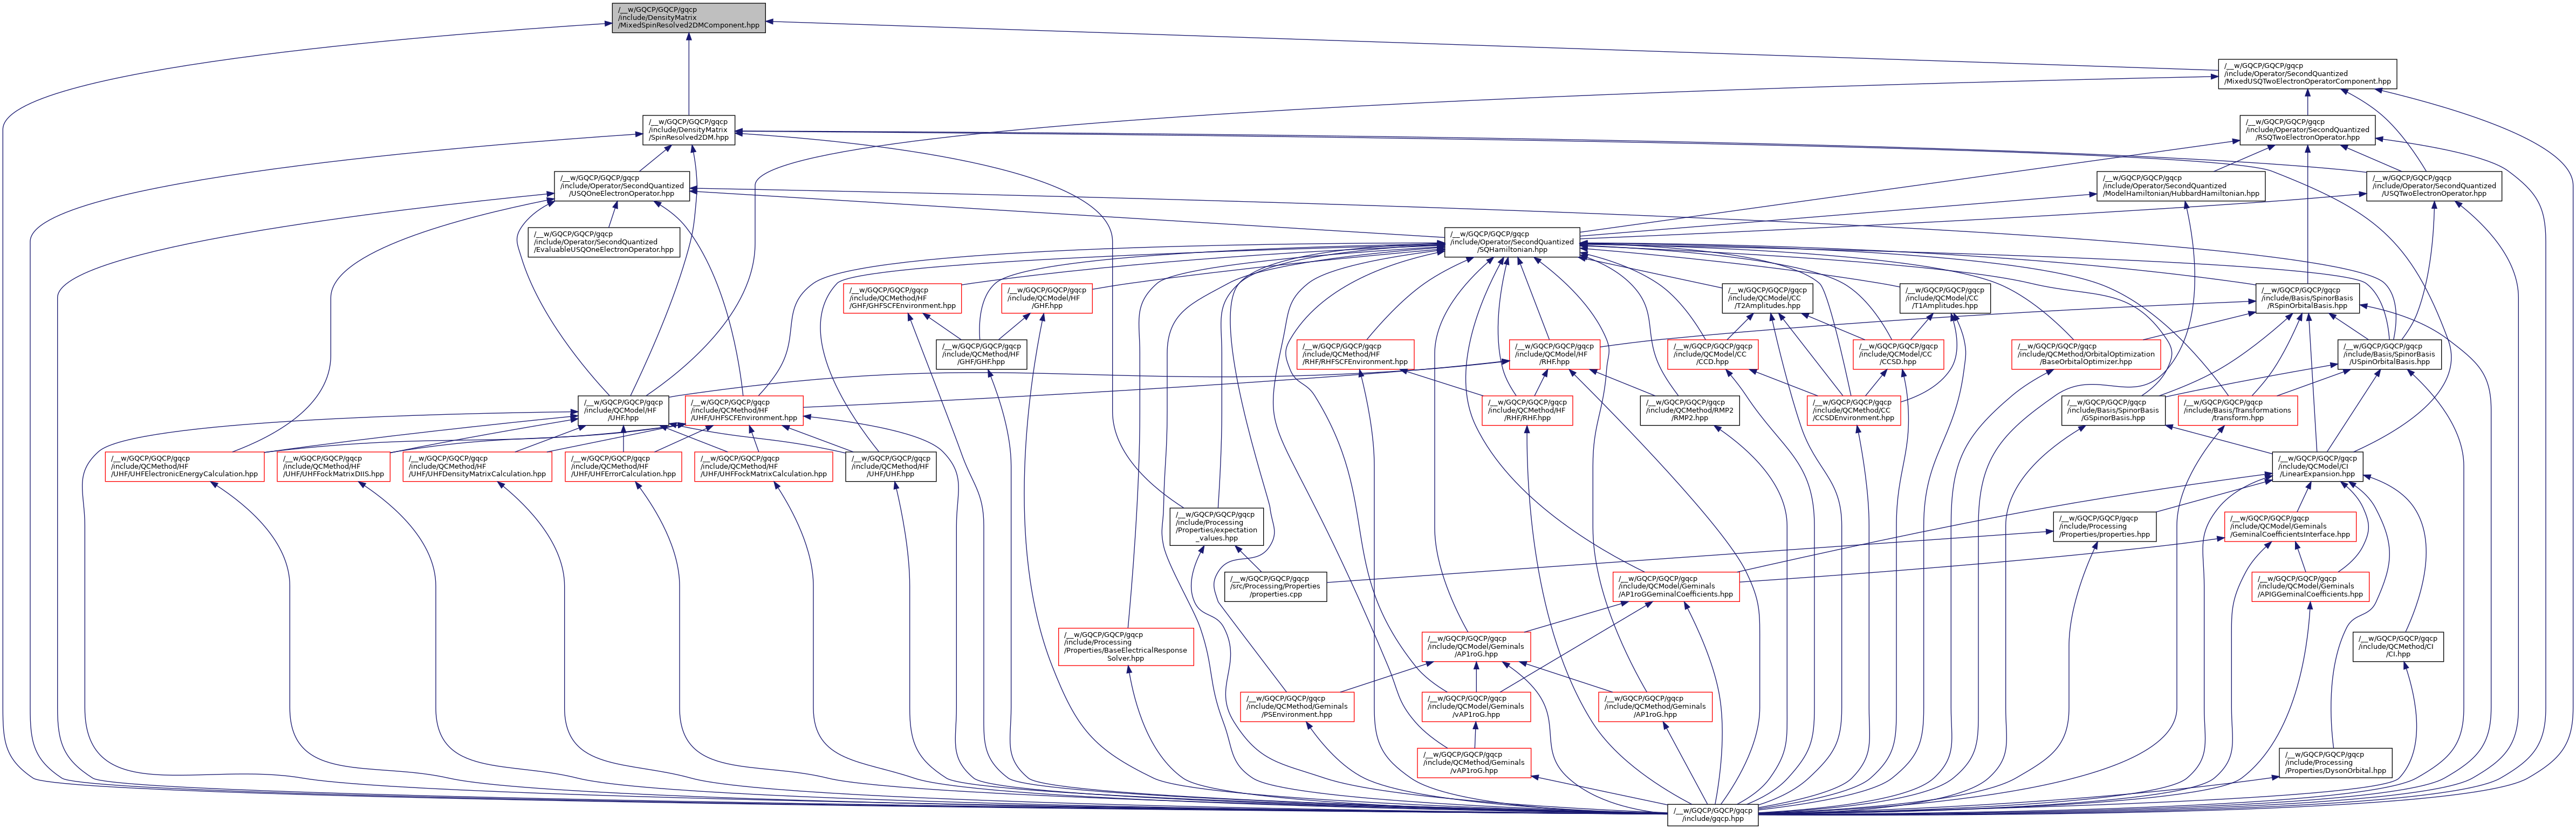 /__w/GQCP/GQCP/gqcp
/include/DensityMatrix
/MixedSpinResolved2DMComponent.hpp
/__w/GQCP/GQCP/gqcp
/include/Operator/SecondQuantized
/MixedUSQTwoElectronOperatorComponent.hpp
/__w/GQCP/GQCP/gqcp
/include/DensityMatrix
/SpinResolved2DM.hpp
/__w/GQCP/GQCP/gqcp
/include/Operator/SecondQuantized
/RSQTwoElectronOperator.hpp
/__w/GQCP/GQCP/gqcp
/include/Operator/SecondQuantized
/USQOneElectronOperator.hpp
/__w/GQCP/GQCP/gqcp
/include/Operator/SecondQuantized
/ModelHamiltonian/HubbardHamiltonian.hpp
/__w/GQCP/GQCP/gqcp
/include/Operator/SecondQuantized
/USQTwoElectronOperator.hpp
/__w/GQCP/GQCP/gqcp
/include/Operator/SecondQuantized
/EvaluableUSQOneElectronOperator.hpp
/__w/GQCP/GQCP/gqcp
/include/Operator/SecondQuantized
/SQHamiltonian.hpp
/__w/GQCP/GQCP/gqcp
/include/QCMethod/HF
/GHF/GHFSCFEnvironment.hpp
/__w/GQCP/GQCP/gqcp
/include/QCModel/HF
/GHF.hpp
/__w/GQCP/GQCP/gqcp
/include/QCModel/CC
/T2Amplitudes.hpp
/__w/GQCP/GQCP/gqcp
/include/QCModel/CC
/T1Amplitudes.hpp
/__w/GQCP/GQCP/gqcp
/include/Basis/SpinorBasis
/RSpinOrbitalBasis.hpp
/__w/GQCP/GQCP/gqcp
/include/QCMethod/HF
/GHF/GHF.hpp
/__w/GQCP/GQCP/gqcp
/include/QCMethod/HF
/RHF/RHFSCFEnvironment.hpp
/__w/GQCP/GQCP/gqcp
/include/QCModel/HF
/RHF.hpp
/__w/GQCP/GQCP/gqcp
/include/QCModel/CC
/CCD.hpp
/__w/GQCP/GQCP/gqcp
/include/QCModel/CC
/CCSD.hpp
/__w/GQCP/GQCP/gqcp
/include/QCMethod/OrbitalOptimization
/BaseOrbitalOptimizer.hpp
/__w/GQCP/GQCP/gqcp
/include/Basis/SpinorBasis
/USpinOrbitalBasis.hpp
/__w/GQCP/GQCP/gqcp
/include/QCModel/HF
/UHF.hpp
/__w/GQCP/GQCP/gqcp
/include/QCMethod/HF
/UHF/UHFSCFEnvironment.hpp
/__w/GQCP/GQCP/gqcp
/include/QCMethod/HF
/RHF/RHF.hpp
/__w/GQCP/GQCP/gqcp
/include/QCMethod/RMP2
/RMP2.hpp
/__w/GQCP/GQCP/gqcp
/include/QCMethod/CC
/CCSDEnvironment.hpp
/__w/GQCP/GQCP/gqcp
/include/Basis/SpinorBasis
/GSpinorBasis.hpp
/__w/GQCP/GQCP/gqcp
/include/Basis/Transformations
/transform.hpp
/__w/GQCP/GQCP/gqcp
/include/QCMethod/HF
/UHF/UHFElectronicEnergyCalculation.hpp
/__w/GQCP/GQCP/gqcp
/include/QCMethod/HF
/UHF/UHFFockMatrixDIIS.hpp
/__w/GQCP/GQCP/gqcp
/include/QCMethod/HF
/UHF/UHFDensityMatrixCalculation.hpp
/__w/GQCP/GQCP/gqcp
/include/QCMethod/HF
/UHF/UHFErrorCalculation.hpp
/__w/GQCP/GQCP/gqcp
/include/QCMethod/HF
/UHF/UHFFockMatrixCalculation.hpp
/__w/GQCP/GQCP/gqcp
/include/QCMethod/HF
/UHF/UHF.hpp
/__w/GQCP/GQCP/gqcp
/include/QCModel/CI
/LinearExpansion.hpp
/__w/GQCP/GQCP/gqcp
/include/Processing
/Properties/expectation
_values.hpp
/__w/GQCP/GQCP/gqcp
/include/Processing
/Properties/properties.hpp
/__w/GQCP/GQCP/gqcp
/include/QCModel/Geminals
/GeminalCoefficientsInterface.hpp
/__w/GQCP/GQCP/gqcp
/src/Processing/Properties
/properties.cpp
/__w/GQCP/GQCP/gqcp
/include/QCModel/Geminals
/AP1roGGeminalCoefficients.hpp
/__w/GQCP/GQCP/gqcp
/include/QCModel/Geminals
/APIGGeminalCoefficients.hpp
/__w/GQCP/GQCP/gqcp
/include/Processing
/Properties/BaseElectricalResponse
Solver.hpp
/__w/GQCP/GQCP/gqcp
/include/QCModel/Geminals
/AP1roG.hpp
/__w/GQCP/GQCP/gqcp
/include/QCMethod/CI
/CI.hpp
/__w/GQCP/GQCP/gqcp
/include/QCMethod/Geminals
/PSEnvironment.hpp
/__w/GQCP/GQCP/gqcp
/include/QCModel/Geminals
/vAP1roG.hpp
/__w/GQCP/GQCP/gqcp
/include/QCMethod/Geminals
/AP1roG.hpp
/__w/GQCP/GQCP/gqcp
/include/QCMethod/Geminals
/vAP1roG.hpp
/__w/GQCP/GQCP/gqcp
/include/Processing
/Properties/DysonOrbital.hpp
/__w/GQCP/GQCP/gqcp
/include/gqcp.hpp